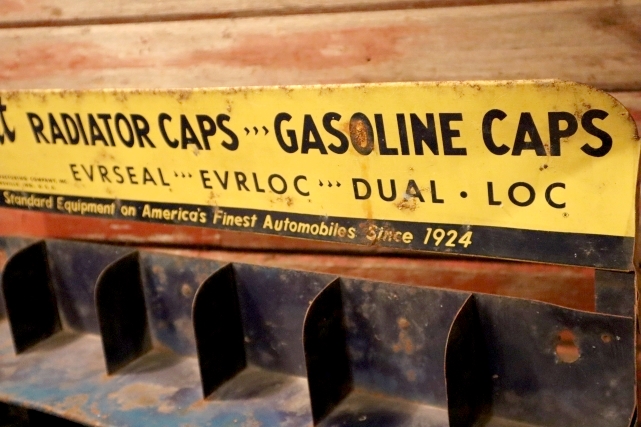 RADIATOR CAPS ··· GASOLINE CAPS
EVRSEAL ··· EVRLOC ··· DUAL · LOC
Standard Equipment on America's Finest Automobiles Since 1924